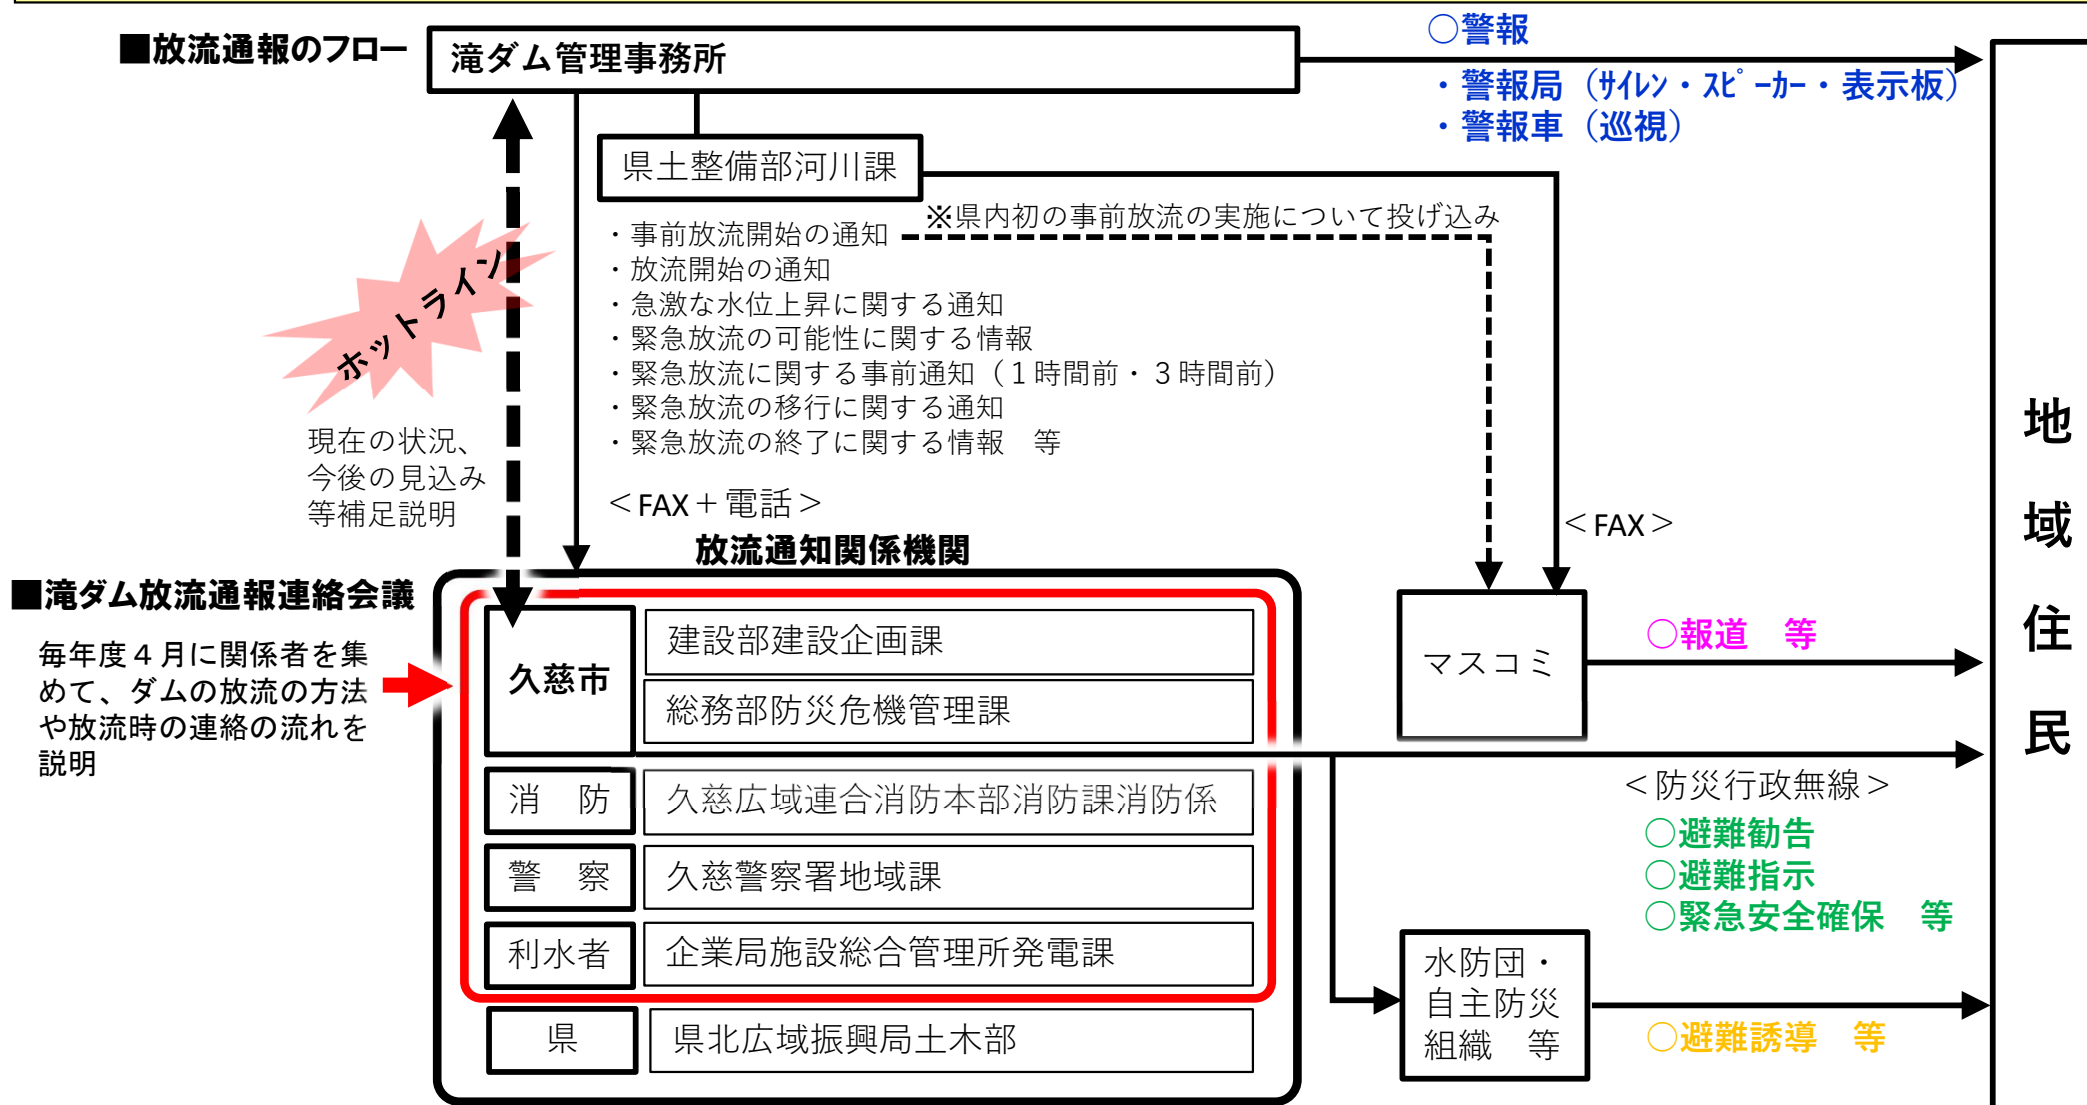 ■放流通報のフロー
滝ダム管理事務所
○警報
・警報局（ｻｲﾚﾝ・ｽﾋﾟｰｶｰ・表示板）
・警報車（巡視）
県土整備部河川課
※県内初の事前放流の実施について投げ込み
・事前放流開始の通知
・放流開始の通知
・急激な水位上昇に関する通知
・緊急放流の可能性に関する情報
・緊急放流に関する事前通知（１時間前・３時間前）
・緊急放流の移行に関する通知
・緊急放流の終了に関する情報　等
ホットライン
現在の状況、
今後の見込み
等補足説明
＜FAX＋電話＞
＜FAX＞
放流通知関係機関
■滝ダム放流通報連絡会議
毎年度４月に関係者を集
めて、ダムの放流の方法
や放流時の連絡の流れを
説明
久慈市
建設部建設企画課
総務部防災危機管理課
消　防
久慈広域連合消防本部消防課消防係
警　察
久慈警察署地域課
利水者
企業局施設総合管理所発電課
県
県北広域振興局土木部
マスコミ
○報道　等
＜防災行政無線＞
○避難勧告
○避難指示
○緊急安全確保　等
水防団・
自主防災
組織　等
○避難誘導　等
地域住民